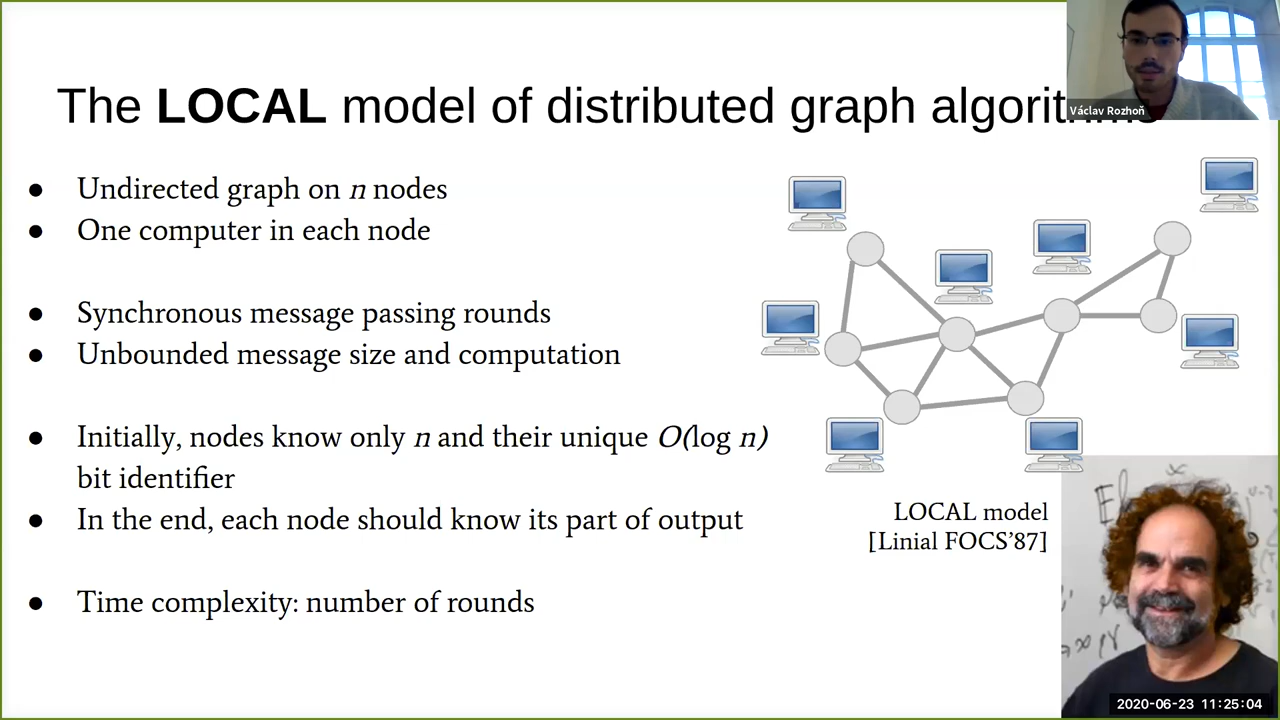 The LOCAL model of distributed graph
Václav Rozhoň
● Undirected graph on n nodes
● One computer in each node
● Synchronous message passing rounds
● Unbounded message size and computation
● Initially, nodes know only n and their unique O(log n)
bit identifier
● In the end, each node should know its part of output
● Time complexity: number of rounds
LOCAL model
[Linial FOCS’87]
2020-06-23 11:25:04